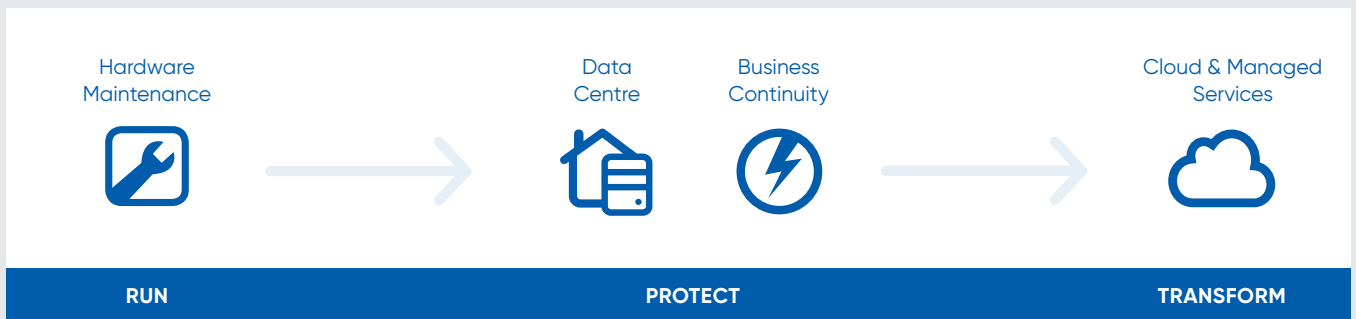 Hardware
Maintenance
Data
Centre
Business
Continuity
Cloud & Managed
Services
RUN
PROTECT
TRANSFORM